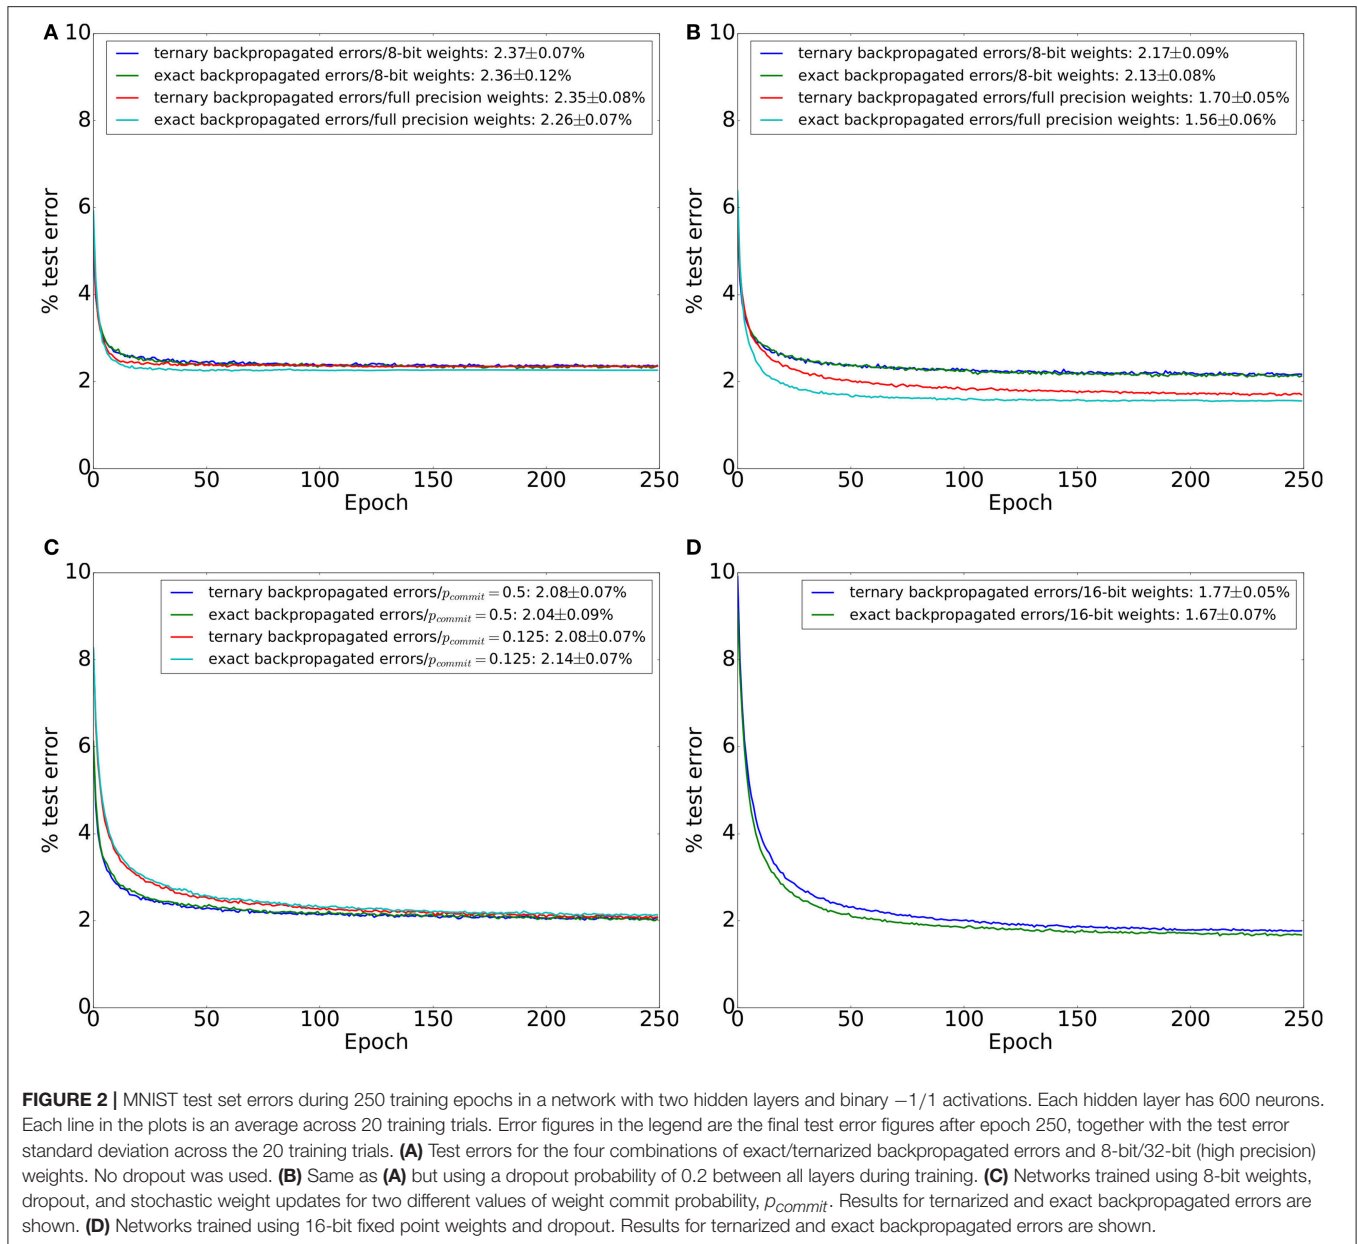 A
10
8
6
4
2
0
% test error
ternary backpropagated errors/8-bit weights: 2.37±0.07%
exact backpropagated errors/8-bit weights: 2.36±0.12%
ternary backpropagated errors/full precision weights: 2.35±0.08%
exact backpropagated errors/full precision weights: 2.26±0.07%
0 50 100 150 200 250
Epoch
B
10
8
6
4
2
0
% test error
ternary backpropagated errors/8-bit weights: 2.17±0.09%
exact backpropagated errors/8-bit weights: 2.13±0.08%
ternary backpropagated errors/full precision weights: 1.70±0.05%
exact backpropagated errors/full precision weights: 1.56±0.06%
0 50 100 150 200 250
Epoch
C
10
8
6
4
2
0
% test error
ternary backpropagated errors/p_commit = 0.5: 2.08±0.07%
exact backpropagated errors/p_commit = 0.5: 2.04±0.09%
ternary backpropagated errors/p_commit = 0.125: 2.08±0.07%
exact backpropagated errors/p_commit = 0.125: 2.14±0.07%
0 50 100 150 200 250
Epoch
D
10
8
6
4
2
0
% test error
ternary backpropagated errors/16-bit weights: 1.77±0.05%
exact backpropagated errors/16-bit weights: 1.67±0.07%
0 50 100 150 200 250
Epoch
FIGURE 2 | MNIST test set errors during 250 training epochs in a network with two hidden layers and binary −1/1 activations. Each hidden layer has 600 neurons.
Each line in the plots is an average across 20 training trials. Error figures in the legend are the final test error figures after epoch 250, together with the test error
standard deviation across the 20 training trials. (A) Test errors for the four combinations of exact/ternarized backpropagated errors and 8-bit/32-bit (high precision)
weights. No dropout was used. (B) Same as (A) but using a dropout probability of 0.2 between all layers during training. (C) Networks trained using 8-bit weights,
dropout, and stochastic weight updates for two different values of weight commit probability, p_commit. Results for ternarized and exact backpropagated errors are
shown. (D) Networks trained using 16-bit fixed point weights and dropout. Results for ternarized and exact backpropagated errors are shown.